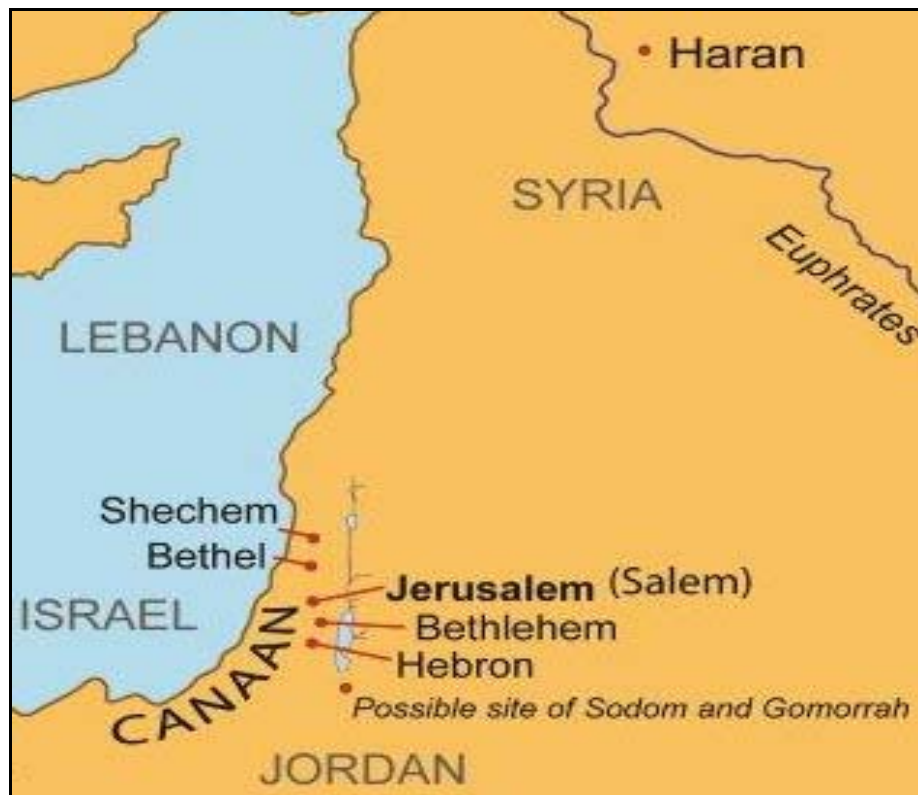 Haran
SYRIA
Euphrates
LEBANON
Shechem
Bethel
Jerusalem (Salem)
ISRAEL
Bethlehem
CANAAN
Hebron
Possible site of Sodom and Gomorrah
JORDAN